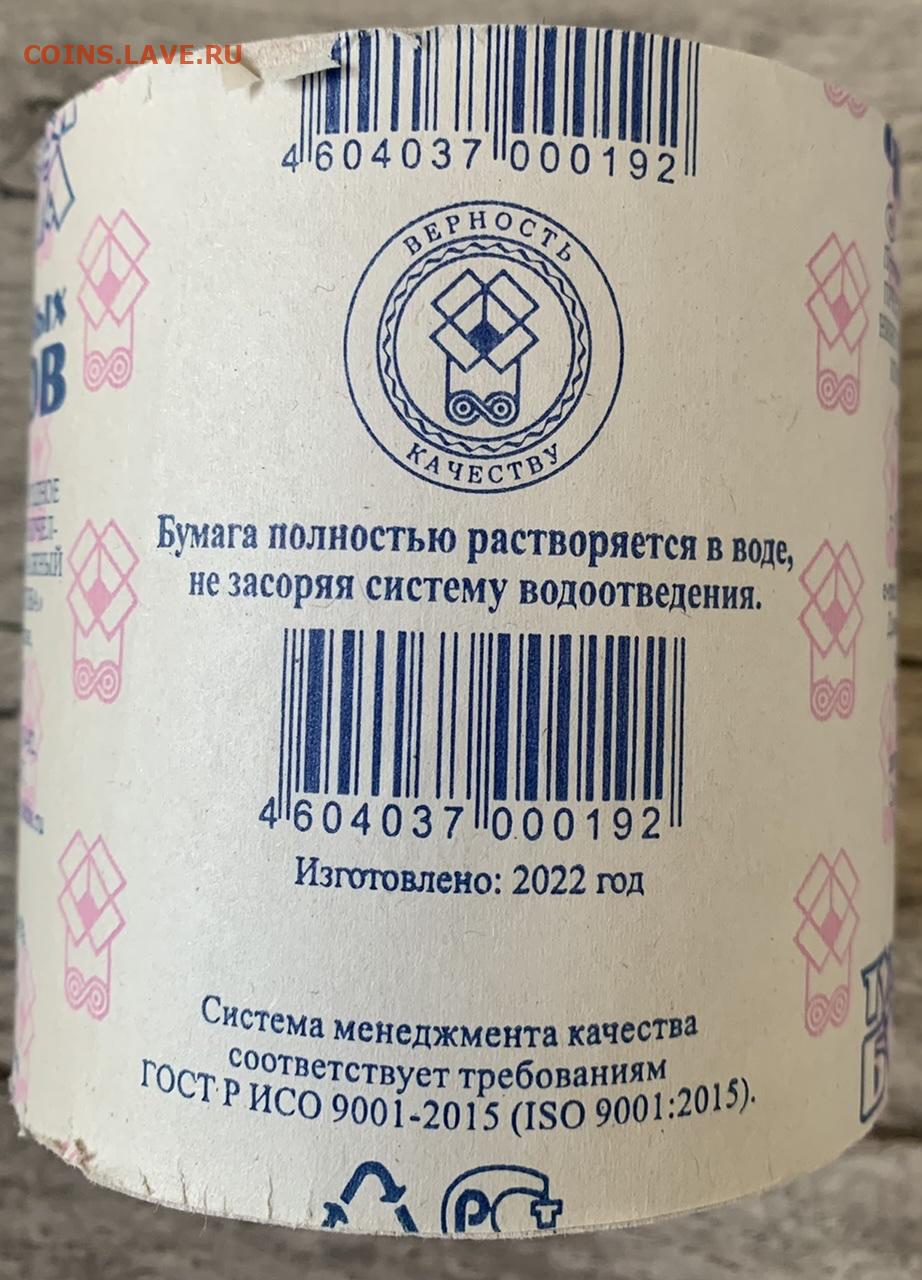 COINS.LAVE.RU
4 604037 000192
ВЕРНОСТЬ
КАЧЕСТВУ
Бумага полностью растворяется в воде,
не засоряя систему водоотведения.
4 604037 000192
Изготовлено: 2022 год
Система менеджмента качества
соответствует требованиям
ГОСТ Р ИСО 9001-2015 (ISO 9001:2015).
РСТ